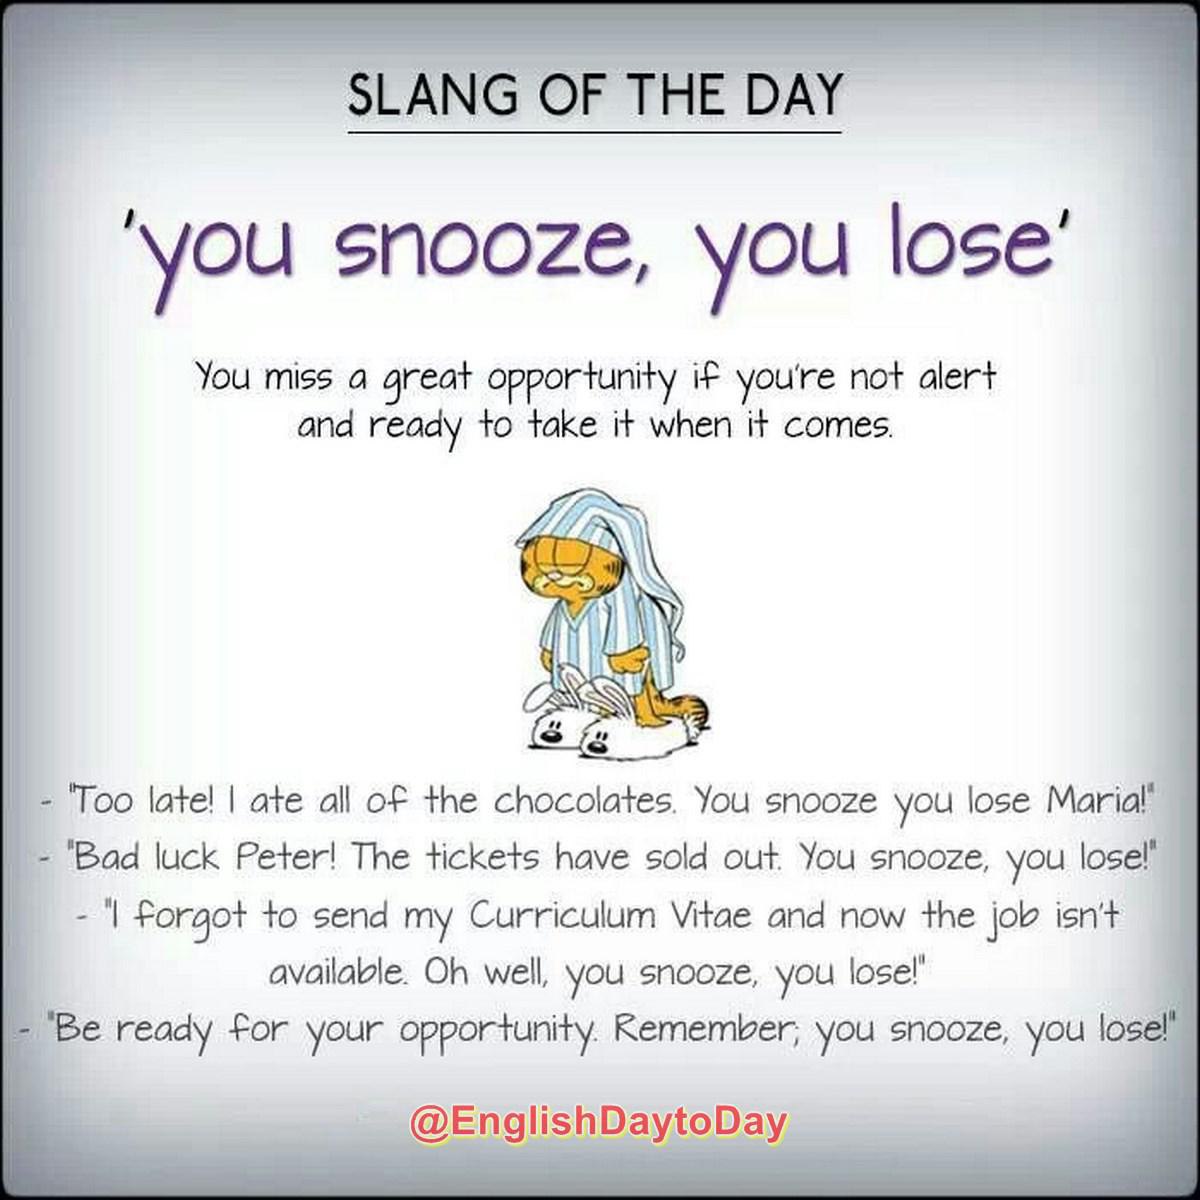 SLANG OF THE DAY
'you snooze, you lose'
You miss a great opportunity if you're not alert
and ready to take it when it comes.
- "Too late! I ate all of the chocolates. You snooze you lose Maria!"
- "Bad luck Peter! The tickets have sold out. You snooze, you lose!"
- "I forgot to send my Curriculum Vitae and now the job isn't
available. Oh well, you snooze, you lose!"
- "Be ready for your opportunity. Remember; you snooze, you lose!"
@EnglishDaytoDay